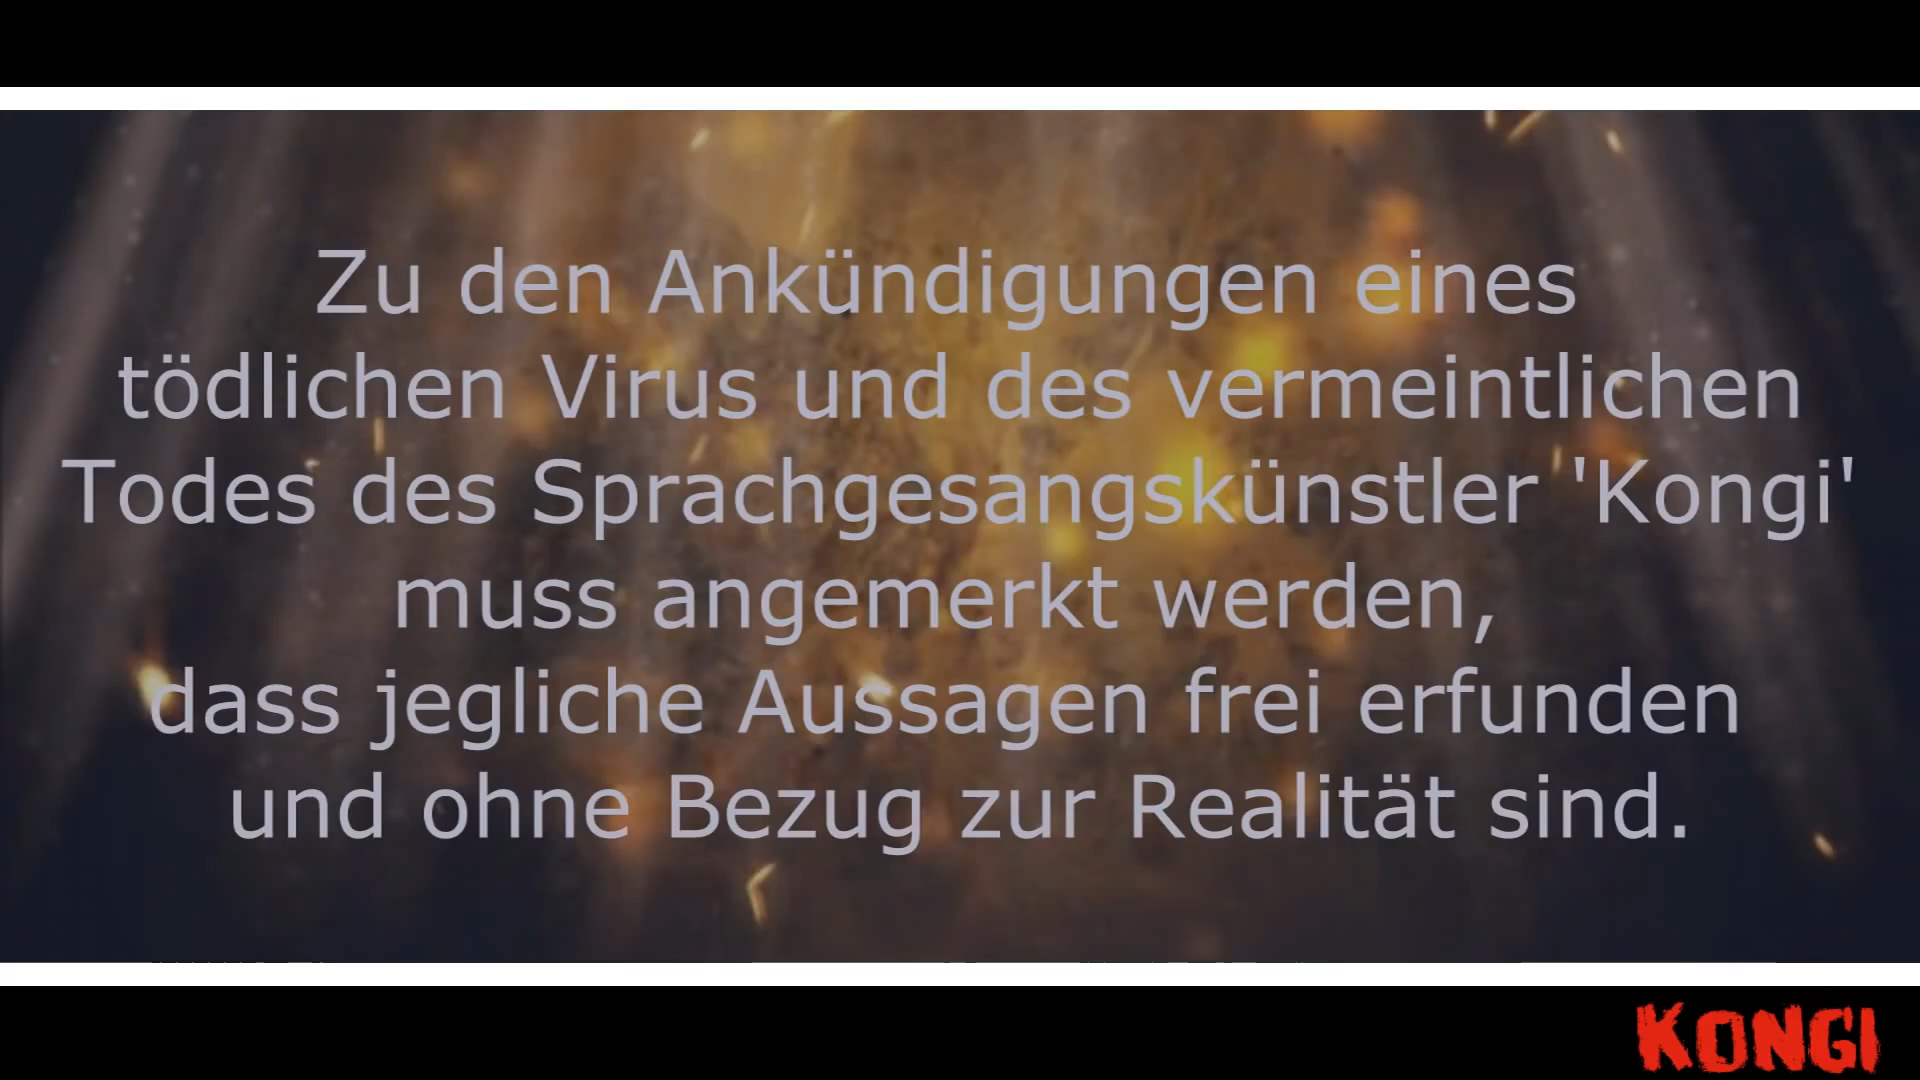 Zu den Ankündigungen eines
tödlichen Virus und des vermeintlichen
Todes des Sprachgesangskünstler 'Kongi'
muss angemerkt werden,
dass jegliche Aussagen frei erfunden
und ohne Bezug zur Realität sind.
KONGI